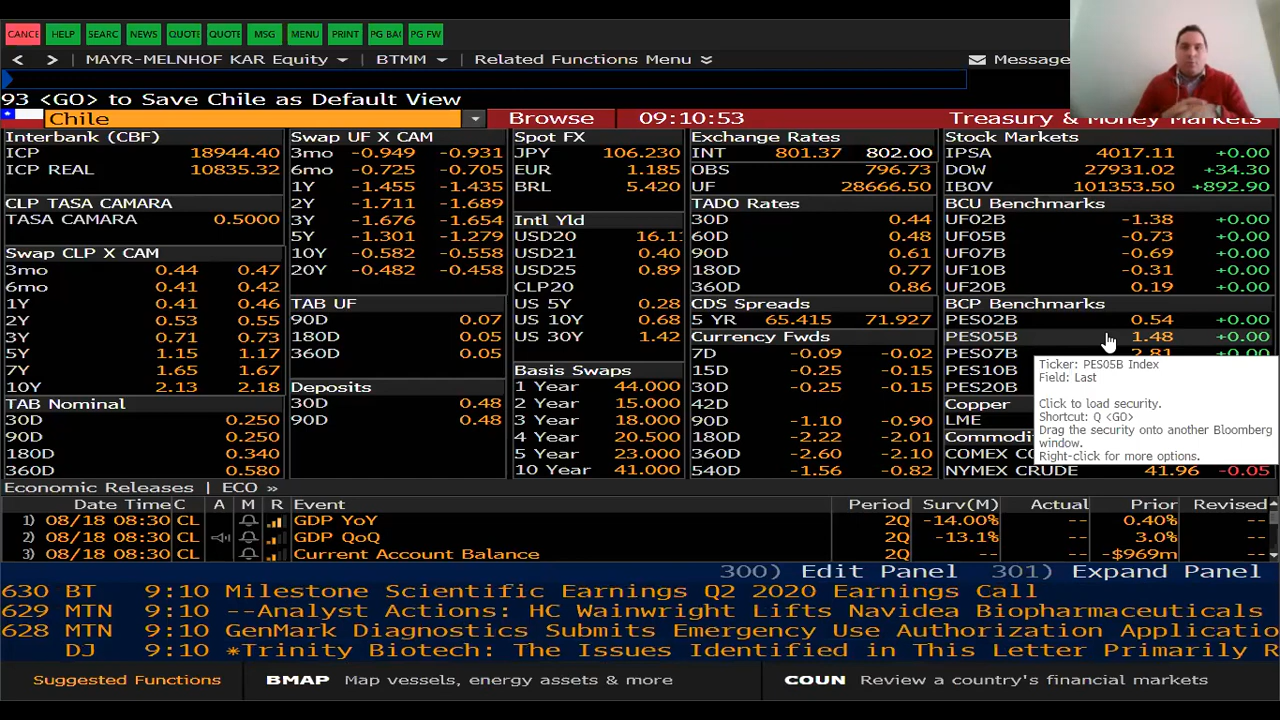 CANCE HELP SEARC NEWS QUOTE QUOTE MSG MENU PRINT PG BAC PG FW
< > MAYR-MELNHOF KAR Equity BTMM Related Functions Menu Message
93 <GO> to Save Chile as Default View
Chile Browse 09:10:53 Treasury & Money Markets
Interbank (CBF)
ICP 18944.40
ICP REAL 10835.32
CLP TASA CAMARA
TASA CAMARA 0.5000
Swap CLP X CAM
3mo 0.44 0.47
6mo 0.41 0.42
1Y 0.41 0.46
2Y 0.53 0.55
3Y 0.71 0.73
5Y 1.15 1.17
7Y 1.65 1.67
10Y 2.13 2.18
TAB Nominal
30D 0.250
90D 0.250
180D 0.340
360D 0.580
Swap UF X CAM
3mo -0.949 -0.931
6mo -0.725 -0.705
1Y -1.455 -1.435
2Y -1.711 -1.689
3Y -1.676 -1.654
5Y -1.301 -1.279
10Y -0.582 -0.558
20Y -0.482 -0.458
TAB UF
90D 0.07
180D 0.05
360D 0.05
Deposits
30D 0.48
90D 0.48
Spot FX
JPY 106.230
EUR 1.185
BRL 5.420
Intl Yld
USD20 16.11
USD21 0.40
USD25 0.89
CLP20
US 5Y 0.28
US 10Y 0.68
US 30Y 1.42
Basis Swaps
1 Year 44.000
2 Year 15.000
3 Year 18.000
4 Year 20.500
5 Year 23.000
10 Year 41.000
Exchange Rates
INT 801.37 802.00
OBS 796.73
UF 28666.50
TADO Rates
30D 0.44
60D 0.48
90D 0.61
180D 0.77
360D 0.86
CDS Spreads
5 YR 65.415 71.927
Currency Fwds
7D -0.09 -0.02
15D -0.25 -0.15
30D -0.25 -0.15
42D
90D -1.10 -0.90
180D -2.22 -2.01
360D -2.60 -2.10
540D -1.56 -0.82
Stock Markets
IPSA 4017.11 +0.00
DOW 27931.02 +34.30
IBOV 101353.50 +892.90
BCU Benchmarks
UF02B -1.38 +0.00
UF05B -0.73 +0.00
UF07B -0.69 +0.00
UF10B -0.31 +0.00
UF20B 0.19 +0.00
BCP Benchmarks
PES02B 0.54 +0.00
PES05B 1.48 +0.00
PES07B 2.81 +0.00
PES10B
PES20B
Copper
LME
Commodi
COMEX CO
NYMEX CRUDE 41.96 -0.05
Ticker: PES05B Index
Field: Last
Click to load security.
Shortcut: Q <GO>
Drag the security onto another Bloomberg
window.
Right-click for more options.
Economic Releases | ECO »
Date Time C A M R Event Period Surv(M) Actual Prior Revised
1) 08/18 08:30 CL GDP YoY 2Q -14.00% -- 0.40% --
2) 08/18 08:30 CL GDP QoQ 2Q -13.1% -- 3.0% --
3) 08/18 08:30 CL Current Account Balance 2Q -- -- -$969m --
300) Edit Panel 301) Expand Panel
630 BT 9:10 Milestone Scientific Earnings Q2 2020 Earnings Call
629 MTN 9:10 --Analyst Actions: HC Wainwright Lifts Navidea Biopharmaceuticals
628 MTN 9:10 GenMark Diagnostics Submits Emergency Use Authorization Applicatio
DJ 9:10 *Trinity Biotech: The Issues Identified in This Letter Primarily R
Suggested Functions BMAP Map vessels, energy assets & more COUN Review a country's financial markets